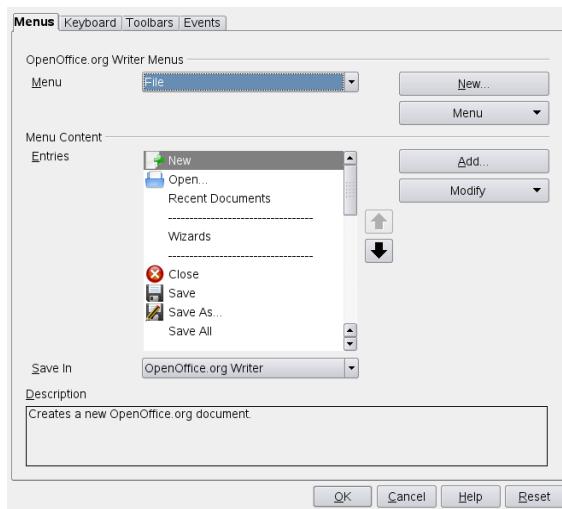 Menus Keyboard Toolbars Events
OpenOffice.org Writer Menus
Menu File New...
Menu
Menu Content
Entries New Add...
Open... Modify
Recent Documents
----------------------------------
Wizards
----------------------------------
Close
Save
Save As...
Save All
Save In OpenOffice.org Writer
Description
Creates a new OpenOffice.org document.
OK Cancel Help Reset